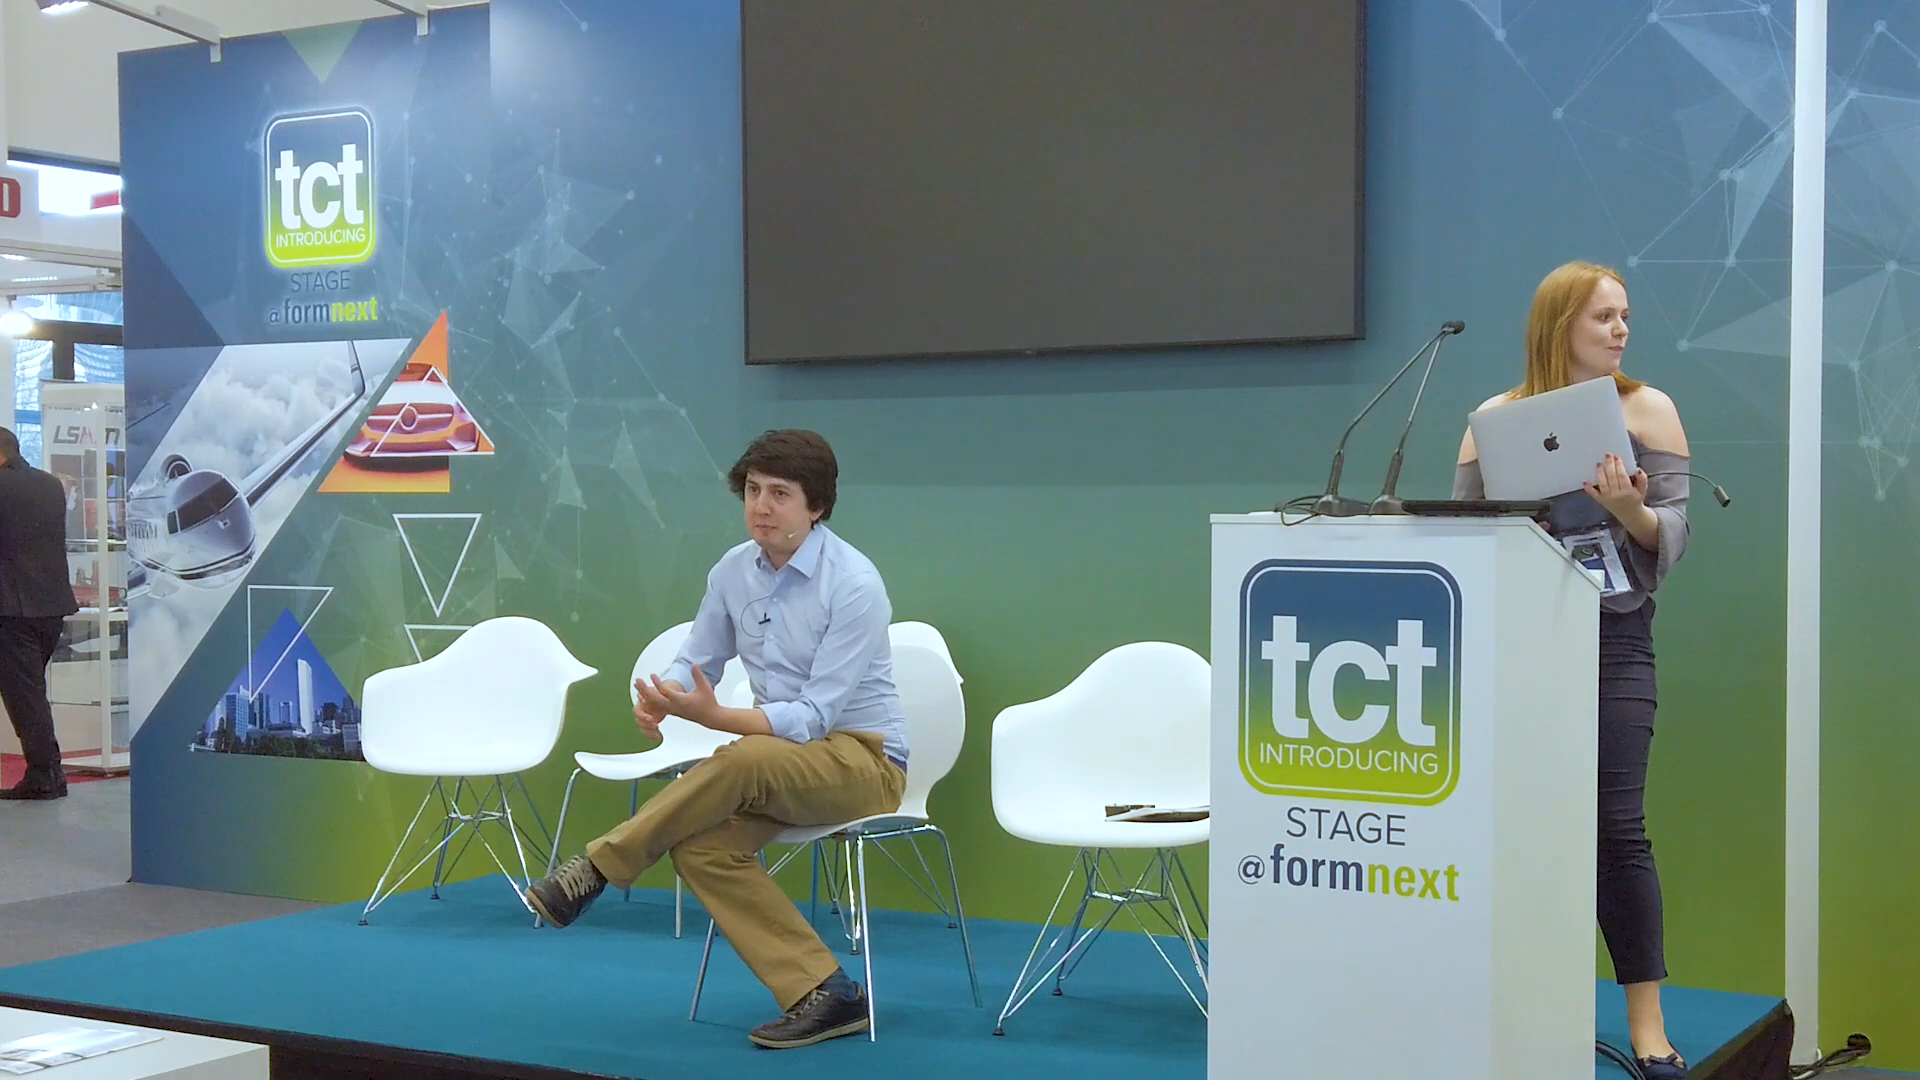 tct
INTRODUCING
STAGE
@formnext
tct
INTRODUCING
STAGE
@formnext